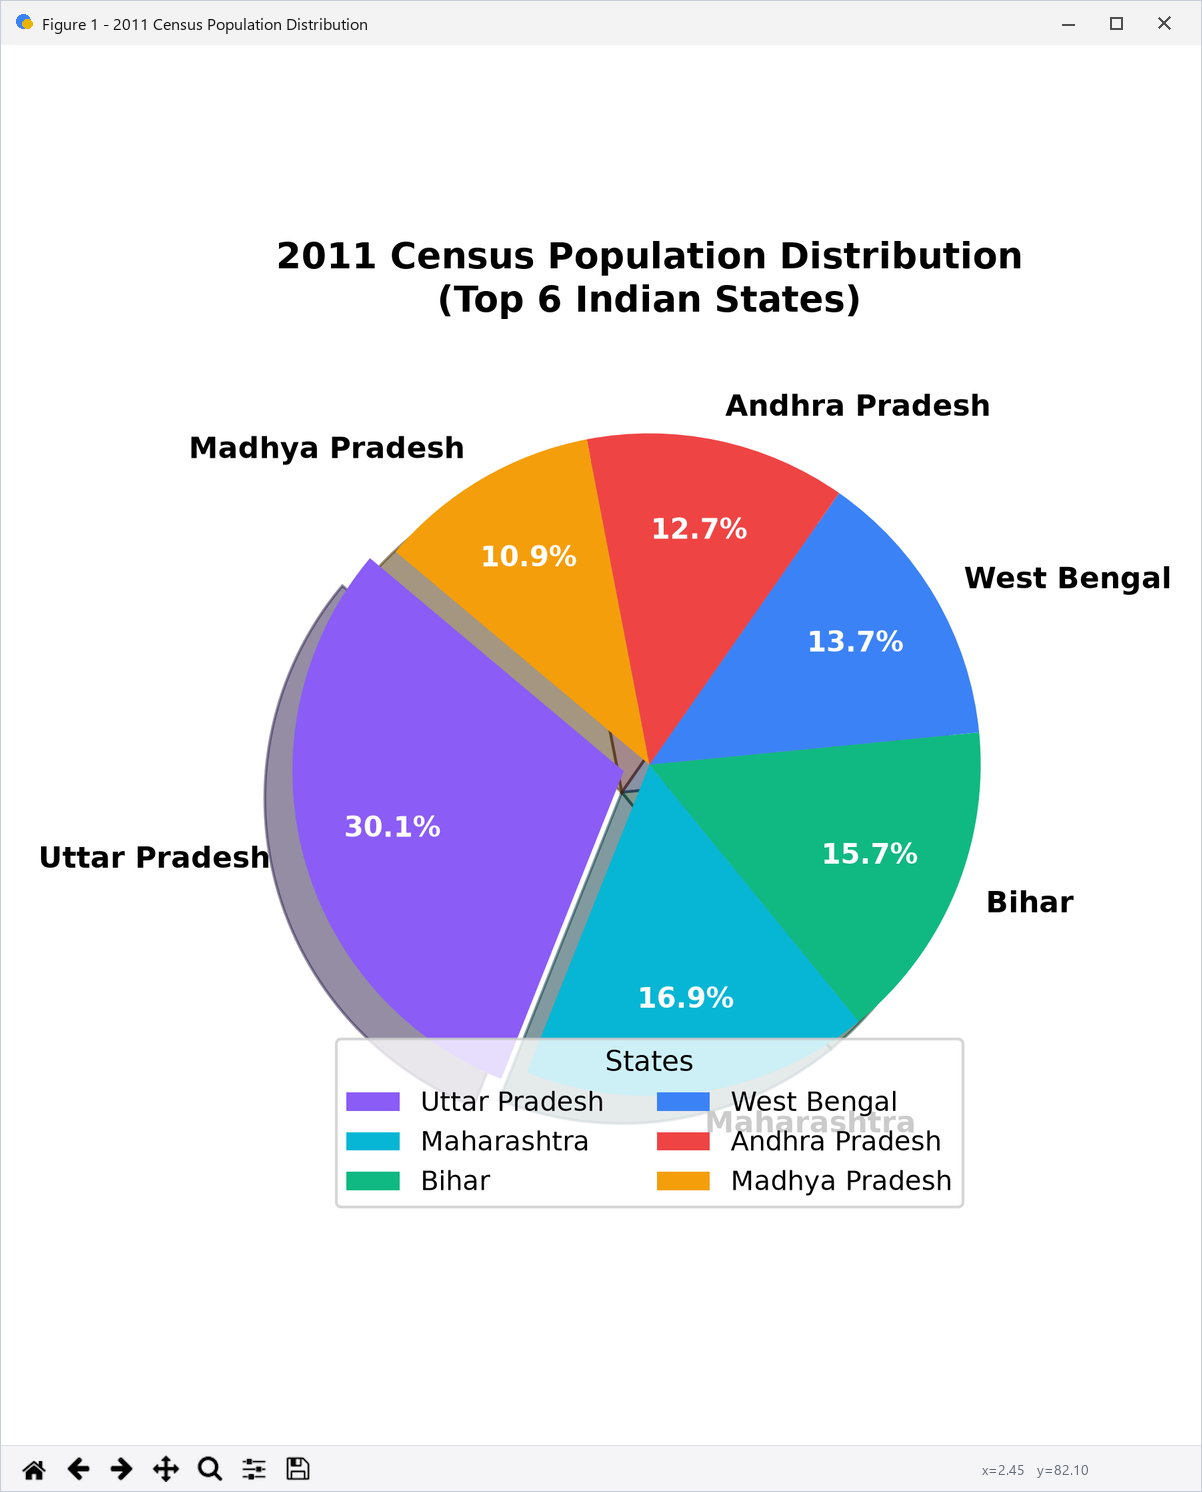 Figure 1 - 2011 Census Population Distribution
2011 Census Population Distribution
(Top 6 Indian States)
Andhra Pradesh
Madhya Pradesh
12.7%
10.9%
West Bengal
13.7%
30.1%
15.7%
Uttar Pradesh
Bihar
16.9%
States
Uttar Pradesh
West Bengal
Maharashtra
Maharashtra
Andhra Pradesh
Bihar
Madhya Pradesh
x=2.45 y=82.10